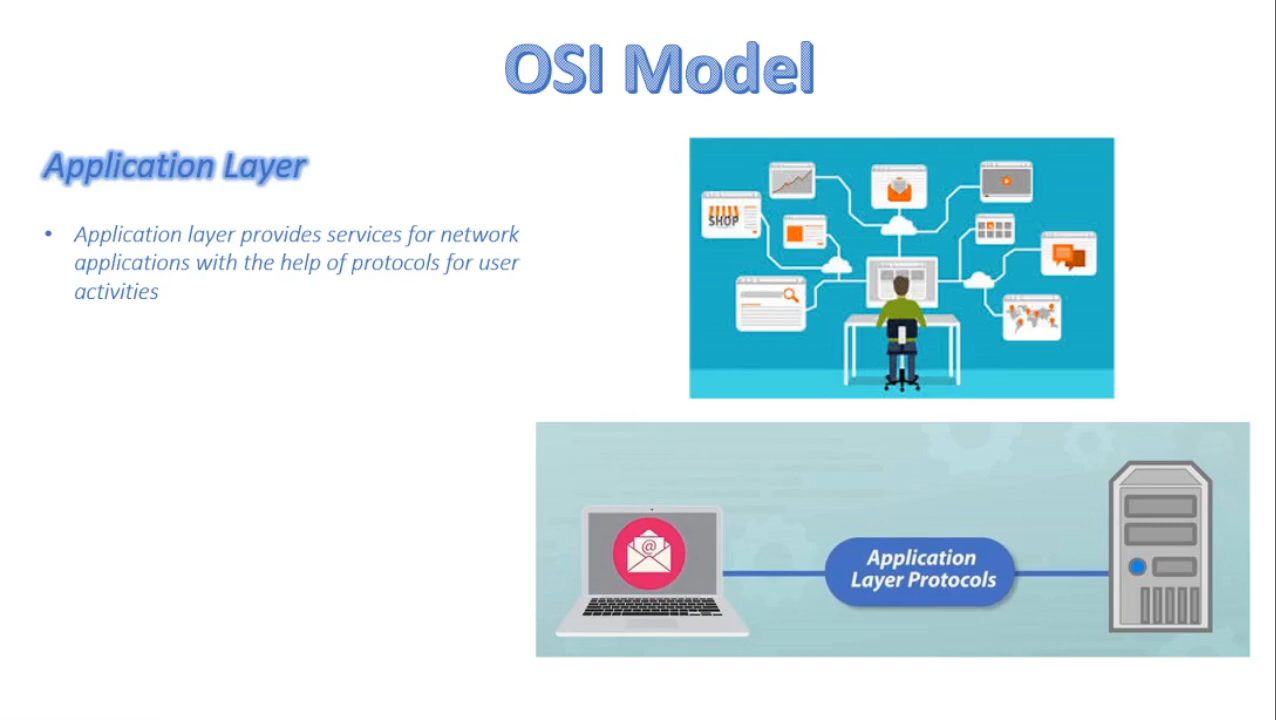 OSI Model
Application Layer
• Application layer provides services for network
applications with the help of protocols for user
activities
SHOP
Application
Layer Protocols
@